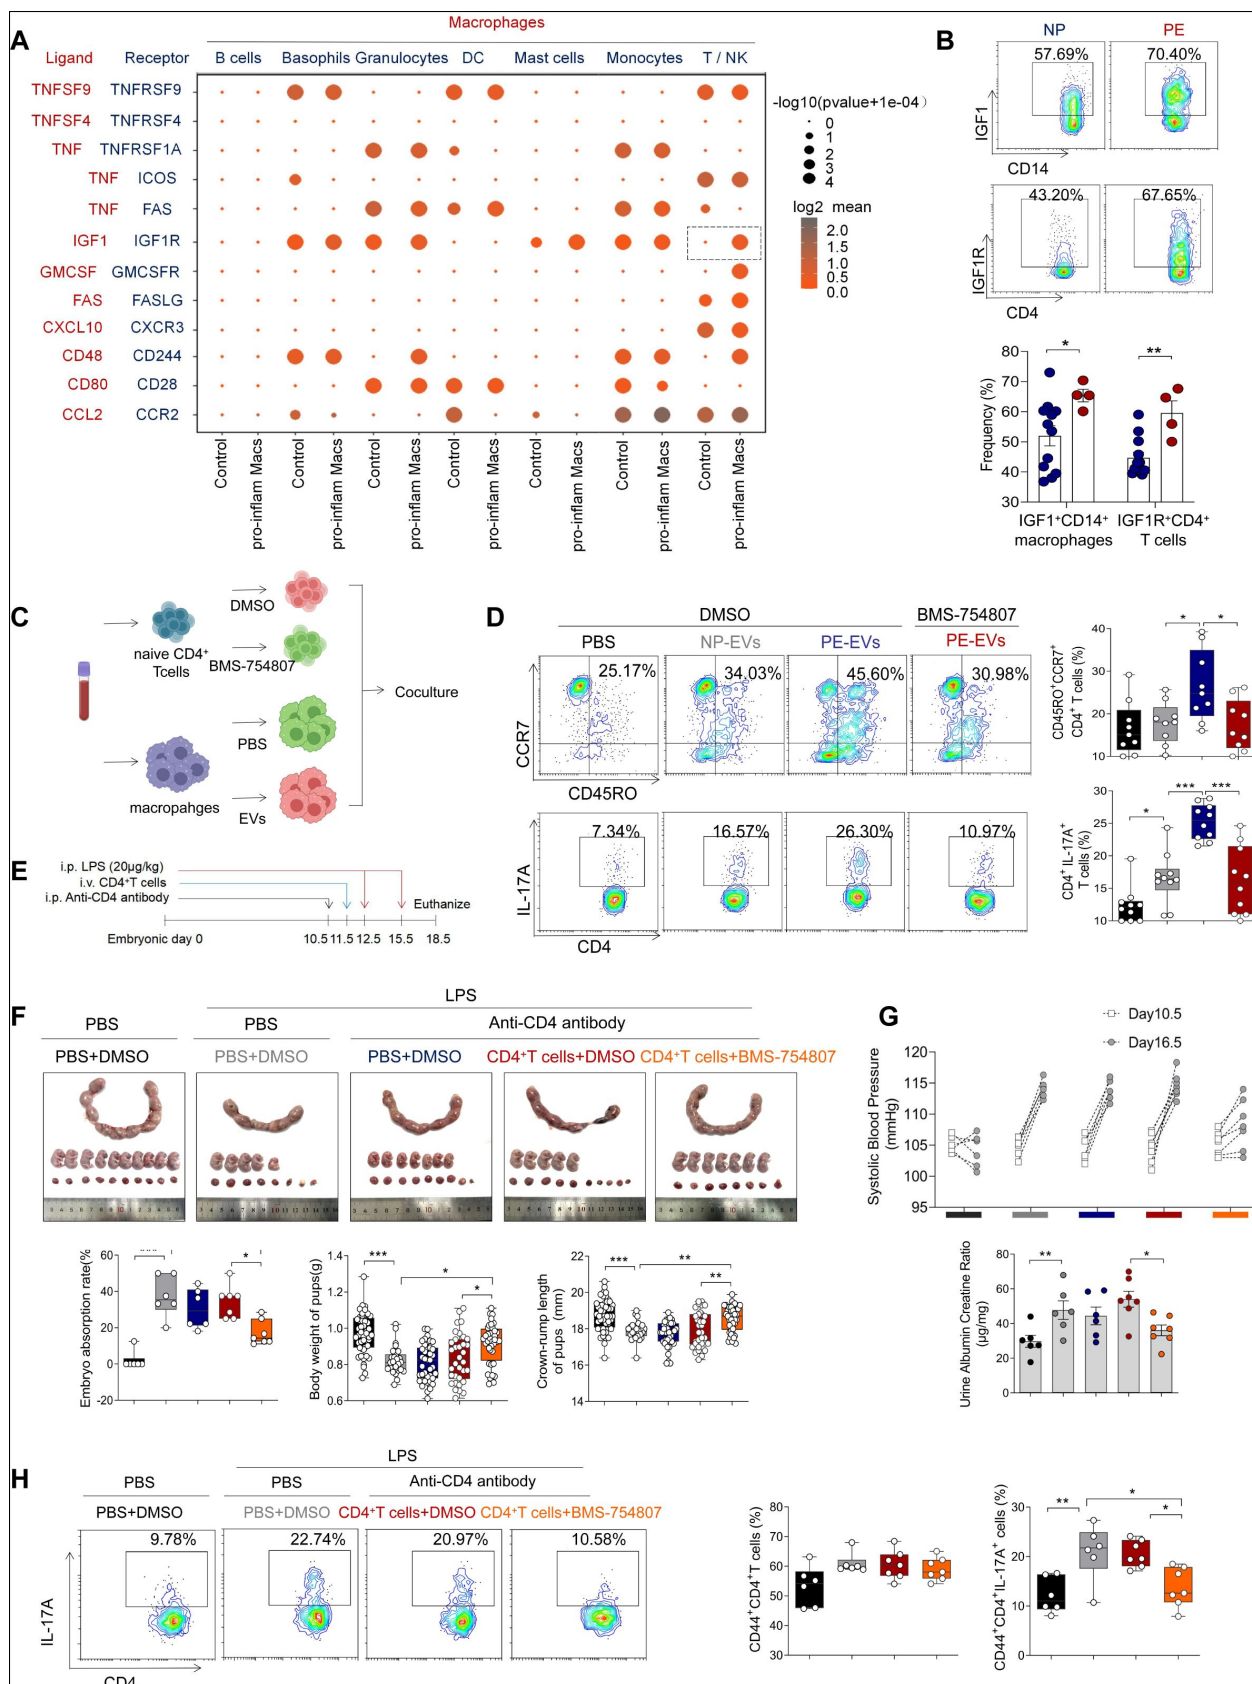 A
Macrophages
Ligand Receptor B cells Basophils Granulocytes DC Mast cells Monocytes T / NK
TNFSF9 TNFRSF9
TNFSF4 TNFRSF4
TNF TNFRSF1A
TNF ICOS
TNF FAS
IGF1 IGF1R
GMCSF GMCSFR
FAS FASLG
CXCL10 CXCR3
CD48 CD244
CD80 CD28
CCL2 CCR2
Control pro-inflam Macs Control pro-inflam Macs Control pro-inflam Macs Control pro-inflam Macs Control pro-inflam Macs Control pro-inflam Macs Control pro-inflam Macs
-log10(pvalue+1e-04)
0
1
2
3
4
log2 mean
2.0
1.5
1.0
0.5
0.0
B
NP PE
57.69% 70.40%
IGF1
CD14
43.20% 67.65%
IGF1R
CD4
* **
Frequency (%)
80
70
60
50
40
30
IGF1+CD14+ IGF1R+CD4+
macrophages T cells
C
naive CD4+
Tcells
DMSO
BMS-754807
macropahges
PBS
EVs
Coculture
D
DMSO BMS-754807
PBS NP-EVs PE-EVs PE-EVs
25.17% 34.03% 45.60% 30.98%
CCR7
CD45RO
7.34% 16.57% 26.30% 10.97%
IL-17A
CD4
CD45RO+CCR7+
CD4+ T cells (%)
40
30
20
10
* *
CD4+ IL-17A+
T cells (%)
30
25
20
15
10
* *** ***
E
i.p. LPS (20μg/kg)
i.v. CD4+T cells
i.p. Anti-CD4 antibody
Euthanize
Embryonic day 0 10.5 11.5 12.5 15.5 18.5
F
LPS
PBS PBS Anti-CD4 antibody
PBS+DMSO PBS+DMSO PBS+DMSO CD4+T cells+DMSO CD4+T cells+BMS-754807
Embryo absorption rate(%
60
40
20
0
-20
*
Body weight of pups(g)
1.4
1.2
1.0
0.8
0.6
*** * *
Crown-rump length
of pups (mm)
22
20
18
16
14
*** ** **
G
Day10.5
Day16.5
Systolic Blood Pressure
(mmHg)
120
115
110
105
100
95
Urine Albumin Creatine Ratio
(μg/mg)
80
60
40
20
0
** *
H
LPS
PBS PBS Anti-CD4 antibody
PBS+DMSO PBS+DMSO CD4+T cells+DMSO CD4+T cells+BMS-754807
9.78% 22.74% 20.97% 10.58%
IL-17A
CD4
CD44+CD4+T cells (%)
80
70
60
50
40
30
CD44+CD4+IL-17A+ cells (%)
30
20
10
0
** * *